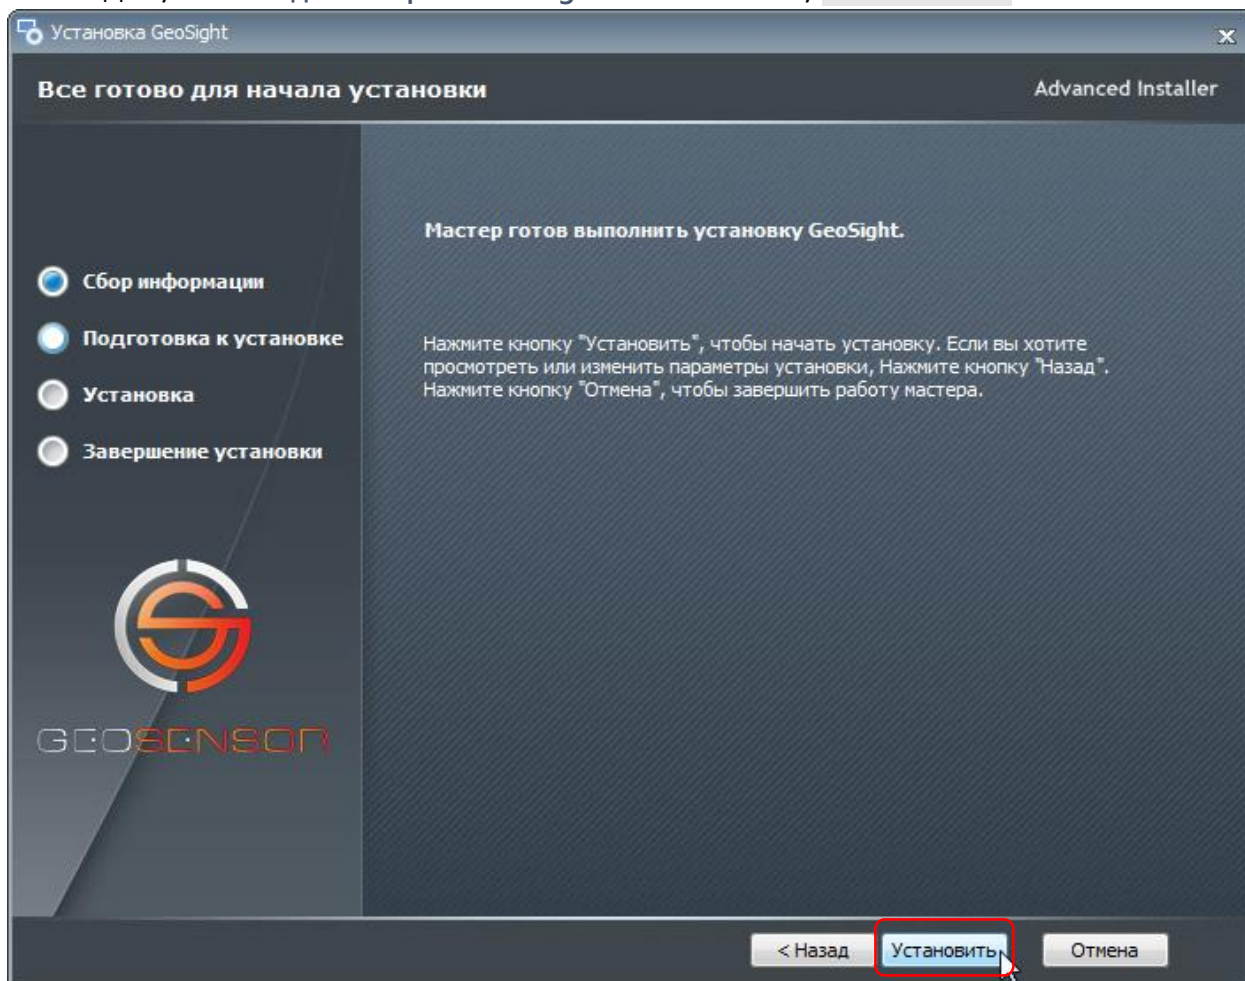 Установка GeoSight
Все готово для начала установки
Advanced Installer
Мастер готов выполнить установку GeoSight.
Сбор информации
Подготовка к установке
Установка
Завершение установки
Нажмите кнопку "Установить", чтобы начать установку. Если вы хотите
просмотреть или изменить параметры установки, Нажмите кнопку "Назад".
Нажмите кнопку "Отмена", чтобы завершить работу мастера.
GEOSENSOR
< Назад
Установить
Отмена